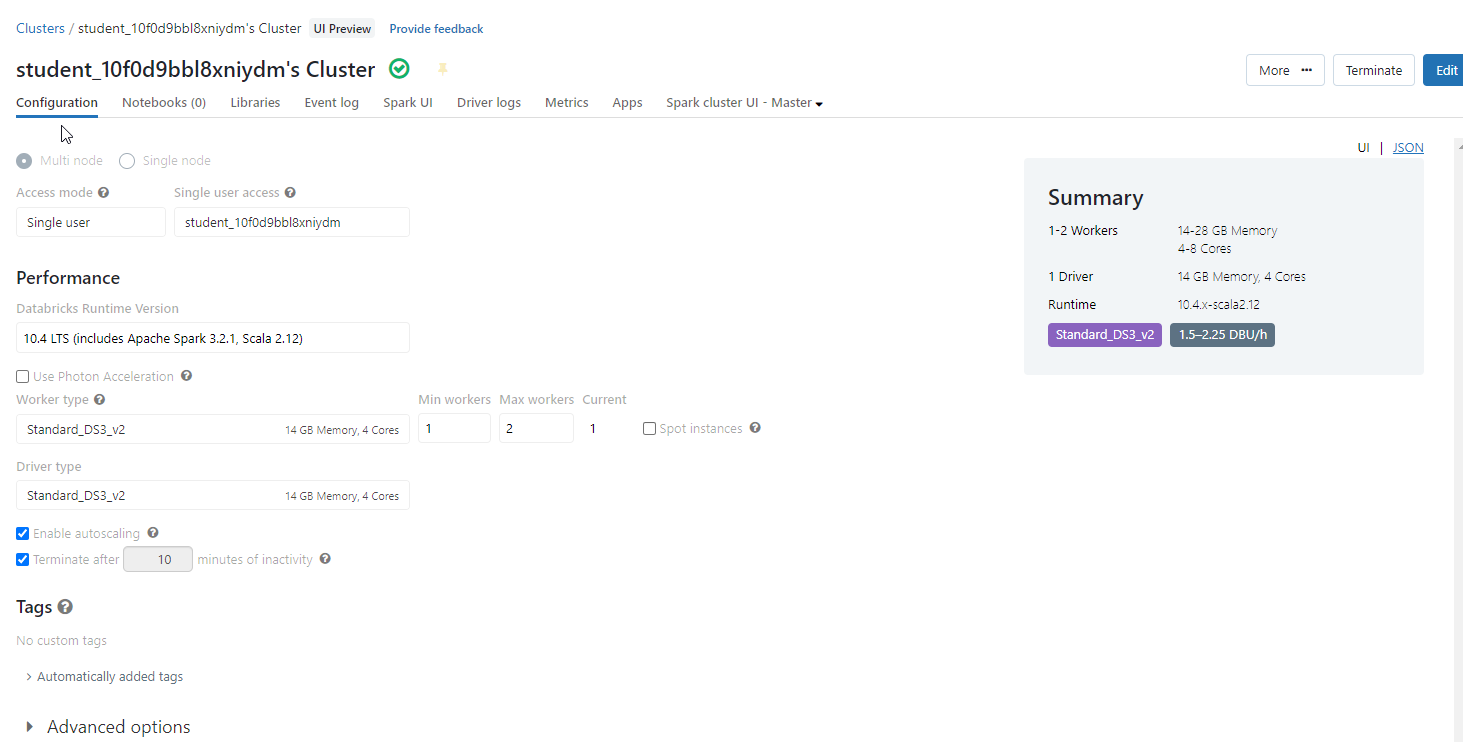 Clusters / student_10f0d9bbl8xniydm's Cluster UI Preview Provide feedback
student_10f0d9bbl8xniydm's Cluster
More ··· Terminate Edit
Configuration Notebooks (0) Libraries Event log Spark UI Driver logs Metrics Apps Spark cluster UI - Master
UI | JSON
Multi node Single node
Access mode ? Single user access ?
Single user student_10f0d9bbl8xniydm
Performance
Databricks Runtime Version
10.4 LTS (includes Apache Spark 3.2.1, Scala 2.12)
Use Photon Acceleration ?
Worker type ? Min workers Max workers Current
Standard_DS3_v2 14 GB Memory, 4 Cores 1 2 1 Spot instances ?
Driver type
Standard_DS3_v2 14 GB Memory, 4 Cores
Enable autoscaling ?
Terminate after 10 minutes of inactivity ?
Tags ?
No custom tags
Automatically added tags
Advanced options
Summary
1-2 Workers 14-28 GB Memory
4-8 Cores
1 Driver 14 GB Memory, 4 Cores
Runtime 10.4.x-scala2.12
Standard_DS3_v2 1.5–2.25 DBU/h